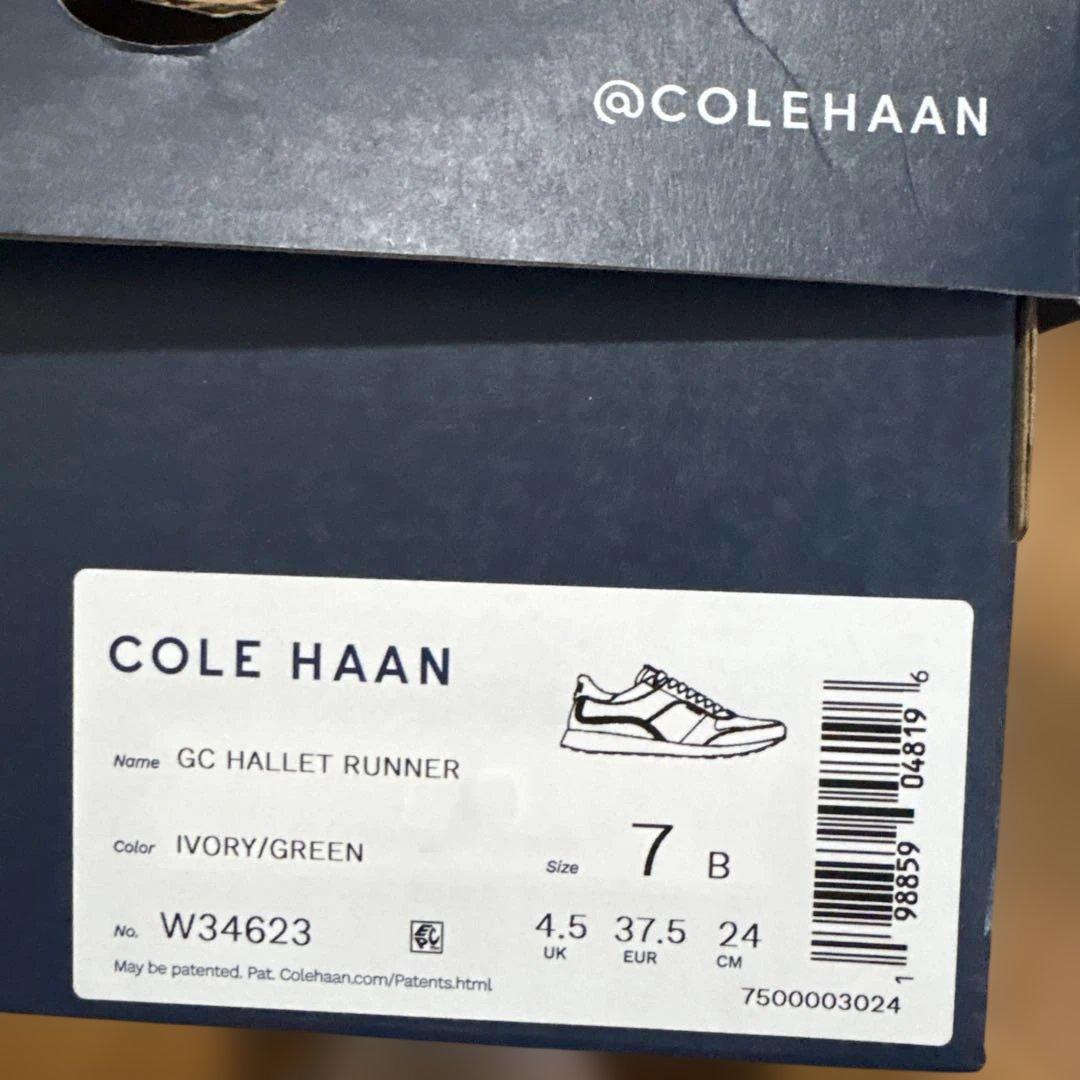 @COLEHAAN
COLE HAAN
Name GC HALLET RUNNER
Color IVORY/GREEN
Size 7 B
No. W34623
EPC
4.5 37.5 24
UK EUR CM
May be patented. Pat. Colehaan.com/Patents.html
7500003024
1 98859 04819 6